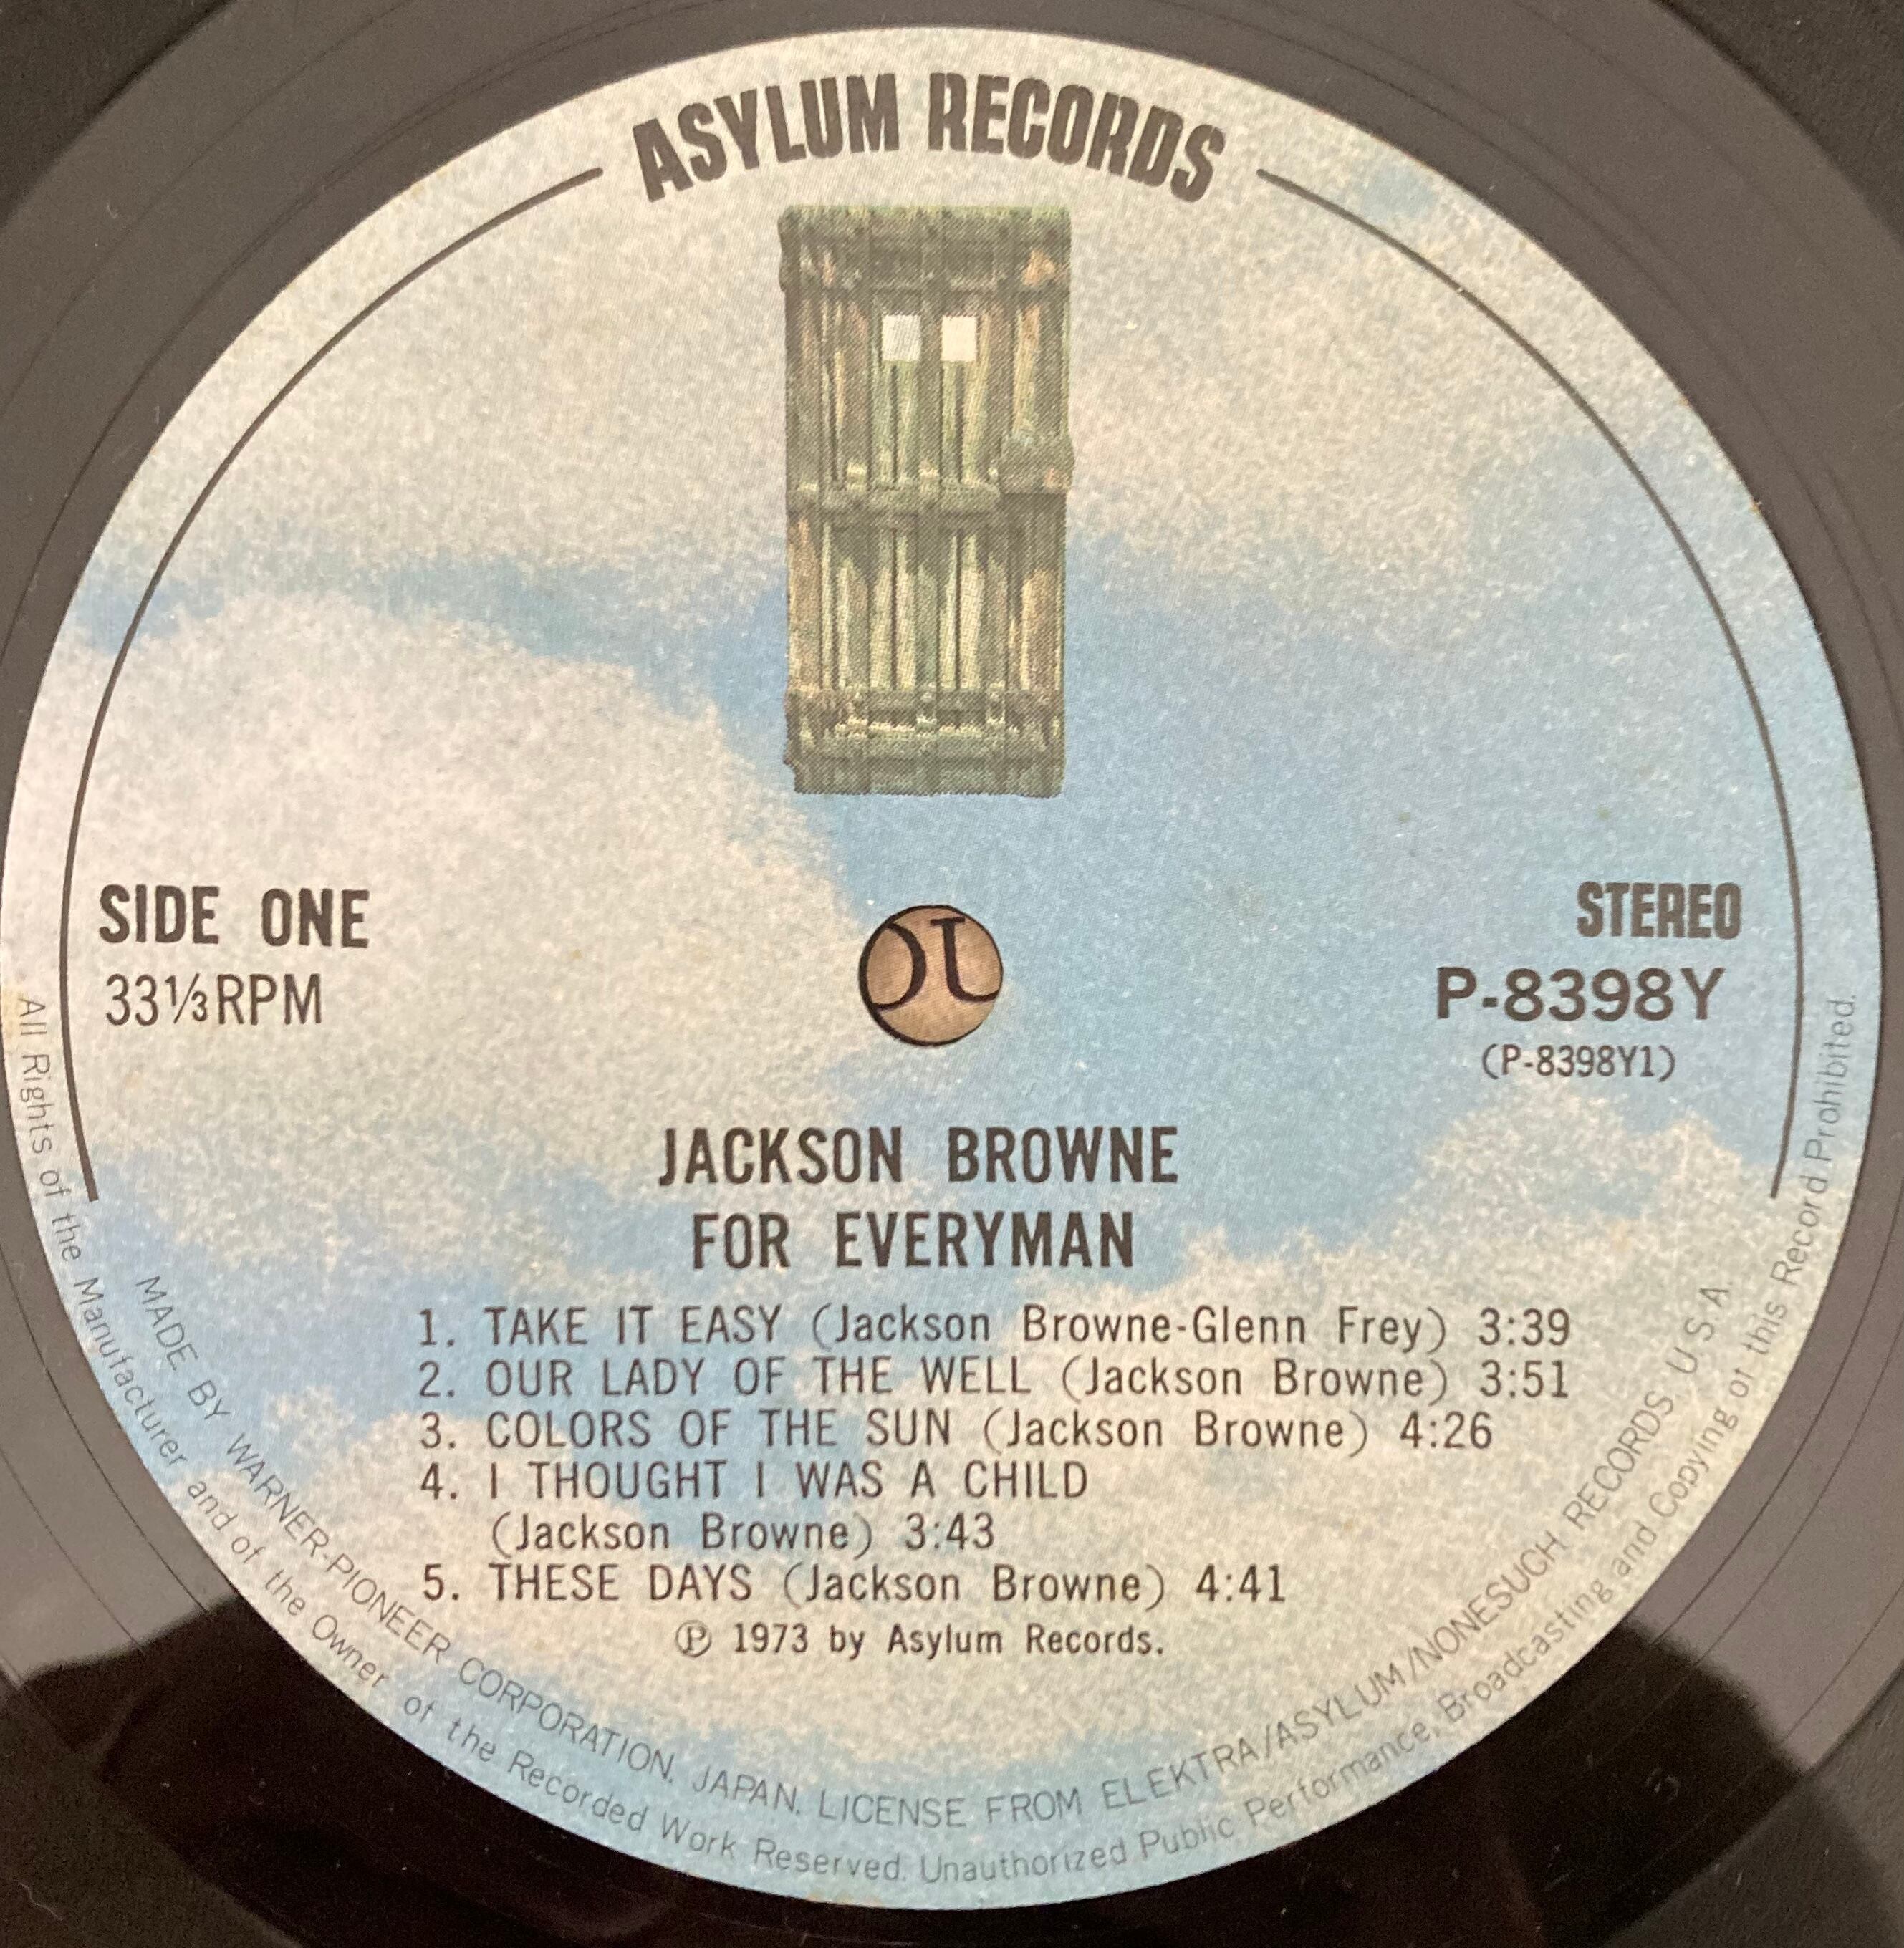 ASYLUM RECORDS
SIDE ONE
33⅓RPM
STEREO
P-8398Y
(P-8398Y1)
JACKSON BROWNE
FOR EVERYMAN
1. TAKE IT EASY (Jackson Browne-Glenn Frey) 3:39
2. OUR LADY OF THE WELL (Jackson Browne) 3:51
3. COLORS OF THE SUN (Jackson Browne) 4:26
4. I THOUGHT I WAS A CHILD
(Jackson Browne) 3:43
5. THESE DAYS (Jackson Browne) 4:41
Ⓟ 1973 by Asylum Records.
MADE BY WARNER-PIONEER CORPORATION, JAPAN. LICENSE FROM ELEKTRA/ASYLUM/NONESUCH RECORDS. U.S.A.
All Rights of the Manufacturer and of the Owner of the Recorded Work Reserved. Unauthorized Public Performance, Broadcasting and Copying of this Record Prohibited.